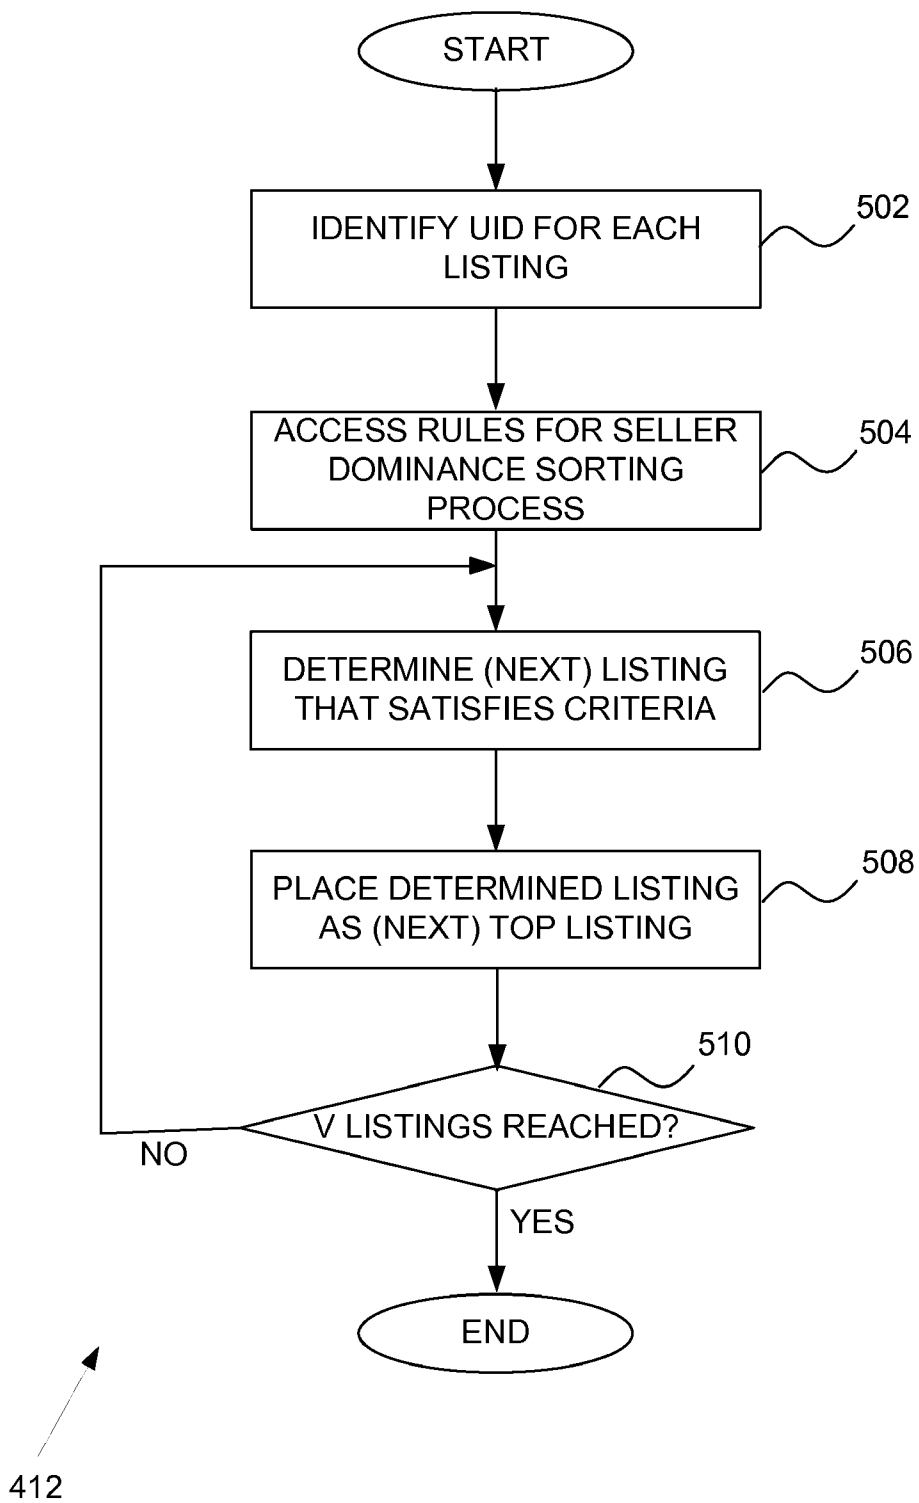 START
502
IDENTIFY UID FOR EACH
LISTING
504
ACCESS RULES FOR SELLER
DOMINANCE SORTING
PROCESS
506
DETERMINE (NEXT) LISTING
THAT SATISFIES CRITERIA
508
PLACE DETERMINED LISTING
AS (NEXT) TOP LISTING
510
V LISTINGS REACHED?
NO
YES
END
412